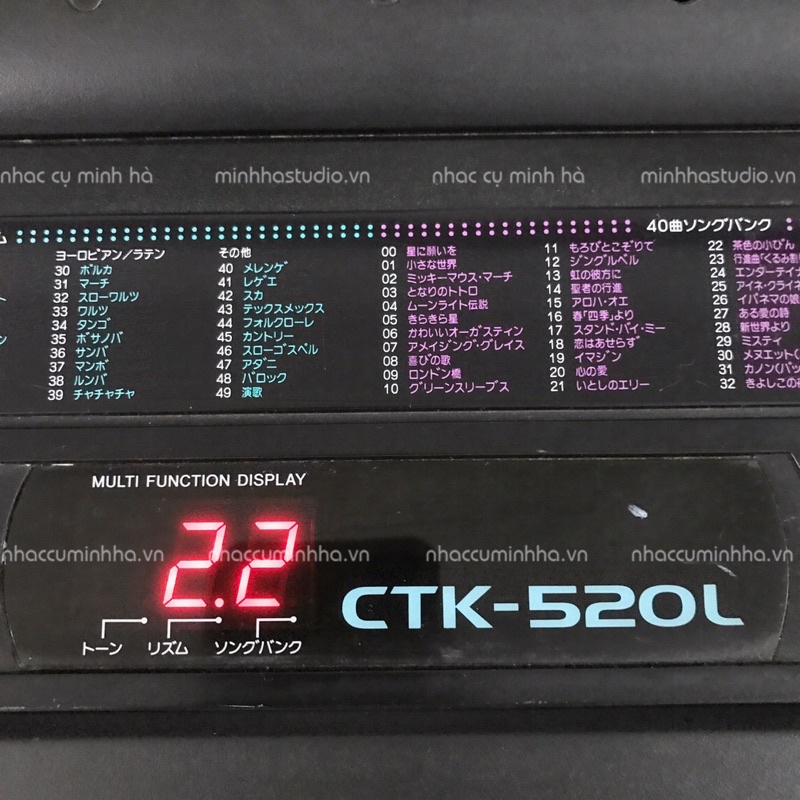 nhạc cụ minh hà minhhastudio.vn nhạc cụ minh hà minhhastudio.vn
ム
40曲ソングバンク
ヨーロピアン/ラテン
30 ポルカ
31 マーチ
32 スローワルツ
33 ワルツ
34 タンゴ
35 ボサノバ
36 サンバ
37 マンボ
38 ルンバ
39 チャチャチャ
その他
40 メレンゲ
41 レゲエ
42 スカ
43 テックスメックス
44 フォルクローレ
45 カントリー
46 スローゴスペル
47 アダニ
48 バロック
49 演歌
00 星に願いを
01 小さな世界
02 ミッキーマウス・マーチ
03 となりのトトロ
04 ムーンライト伝説
05 きらきら星
06 かわいいオーガスティン
07 アメイジング・グレイス
08 喜びの歌
09 ロンドン橋
10 グリーンスリーブス
11 もろびとこぞりて
12 ジングルベル
13 虹の彼方に
14 聖者の行進
15 アロハ・オエ
16 春「四季」より
17 スタンド・バイ・ミー
18 恋はあせらず
19 イマジン
20 心の愛
21 いとしのエリー
22 茶色の小びん
23 行進曲「くるみ割
24 エンターテイナ
25 アイネ・クライネ
26 イパネマの娘
27 ある愛の詩
28 新世界より
29 ミスティ
30 メヌエット(
31 カノン(パッ
32 きよしこの
MULTI FUNCTION DISPLAY
2.2
nhaccuminhha.vn nhaccuminhha.vn nhaccuminhha.vn nhaccuminhha.vn
CTK-520L
トーン リズム ソングバンク